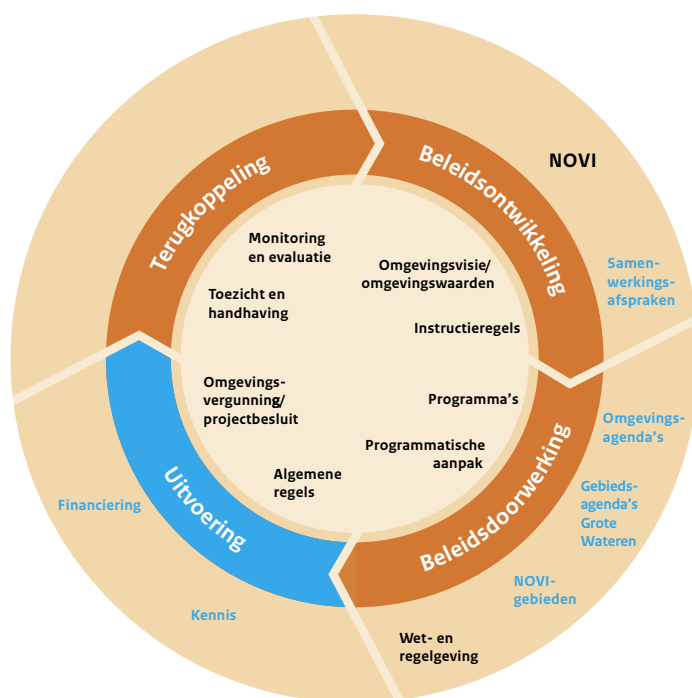 Terugkoppeling
Beleidsontwikkeling
NOVI
Samen-
werkings-
afspraken
Monitoring
en evaluatie
Omgevingsvisie/
omgevingswaarden
Toezicht en
handhaving
Instructieregels
Omgevings-
vergunning/
projectbesluit
Programma's
Programmatische
aanpak
Algemene
regels
Omgevings-
agenda's
Gebieds-
agenda's
Grote
Wateren
NOVI-
gebieden
Beleidsdoorwerking
Uitvoering
Financiering
Kennis
Wet- en
regelgeving